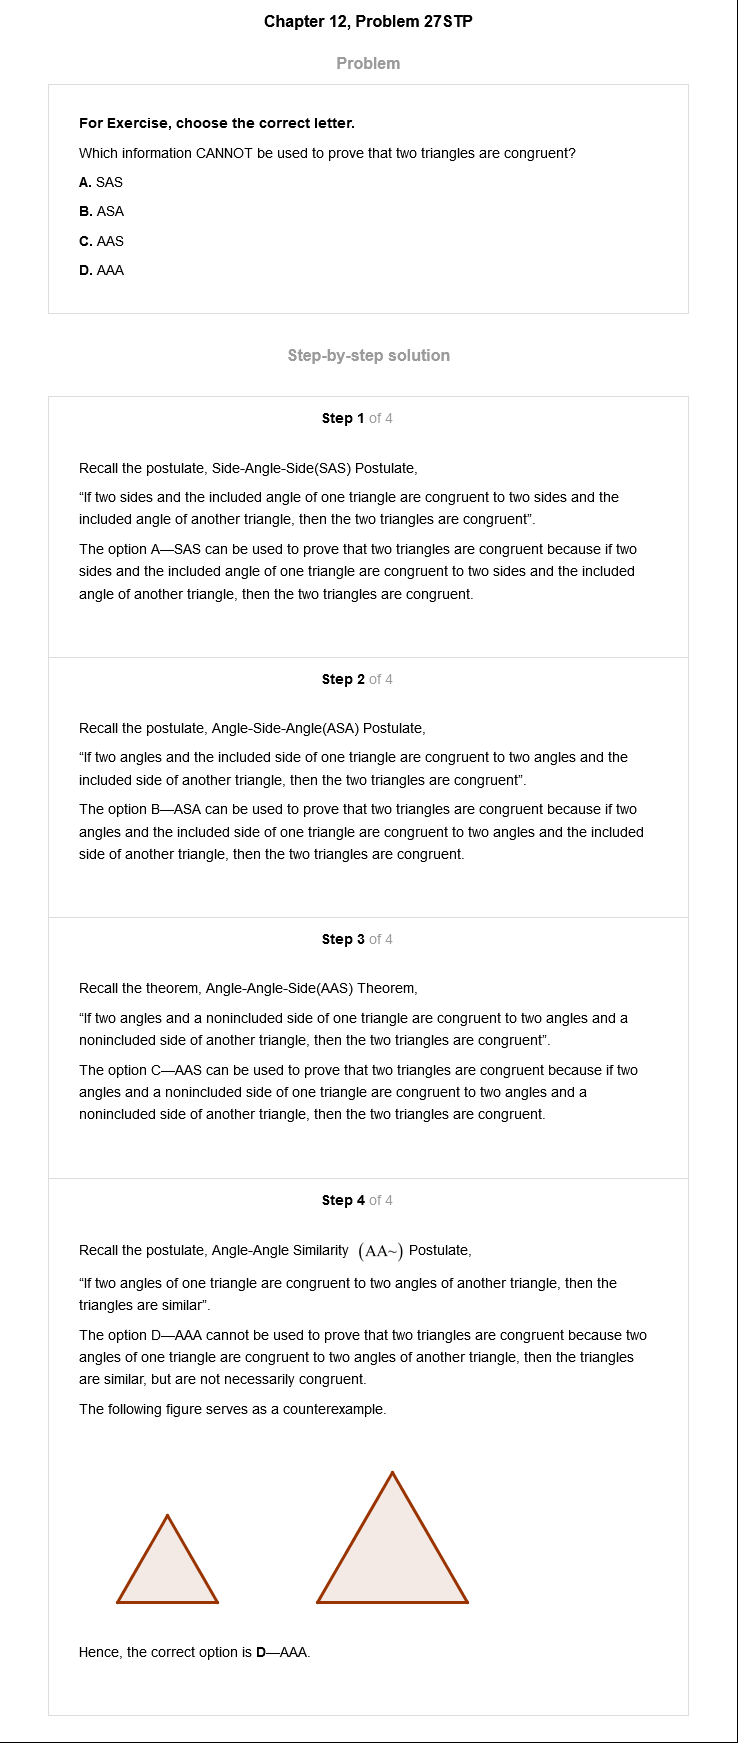 Chapter 12, Problem 27STP
Problem
For Exercise, choose the correct letter.
Which information CANNOT be used to prove that two triangles are congruent?
A. SAS
B. ASA
C. AAS
D. AAA
Step-by-step solution
Step 1 of 4
Recall the postulate, Side-Angle-Side(SAS) Postulate,
“If two sides and the included angle of one triangle are congruent to two sides and the
included angle of another triangle, then the two triangles are congruent”.
The option A—SAS can be used to prove that two triangles are congruent because if two
sides and the included angle of one triangle are congruent to two sides and the included
angle of another triangle, then the two triangles are congruent.
Step 2 of 4
Recall the postulate, Angle-Side-Angle(ASA) Postulate,
“If two angles and the included side of one triangle are congruent to two angles and the
included side of another triangle, then the two triangles are congruent”.
The option B—ASA can be used to prove that two triangles are congruent because if two
angles and the included side of one triangle are congruent to two angles and the included
side of another triangle, then the two triangles are congruent.
Step 3 of 4
Recall the theorem, Angle-Angle-Side(AAS) Theorem,
“If two angles and a nonincluded side of one triangle are congruent to two angles and a
nonincluded side of another triangle, then the two triangles are congruent”.
The option C—AAS can be used to prove that two triangles are congruent because if two
angles and a nonincluded side of one triangle are congruent to two angles and a
nonincluded side of another triangle, then the two triangles are congruent.
Step 4 of 4
Recall the postulate, Angle-Angle Similarity (AA~) Postulate,
“If two angles of one triangle are congruent to two angles of another triangle, then the
triangles are similar”.
The option D—AAA cannot be used to prove that two triangles are congruent because two
angles of one triangle are congruent to two angles of another triangle, then the triangles
are similar, but are not necessarily congruent.
The following figure serves as a counterexample.
Hence, the correct option is D—AAA.